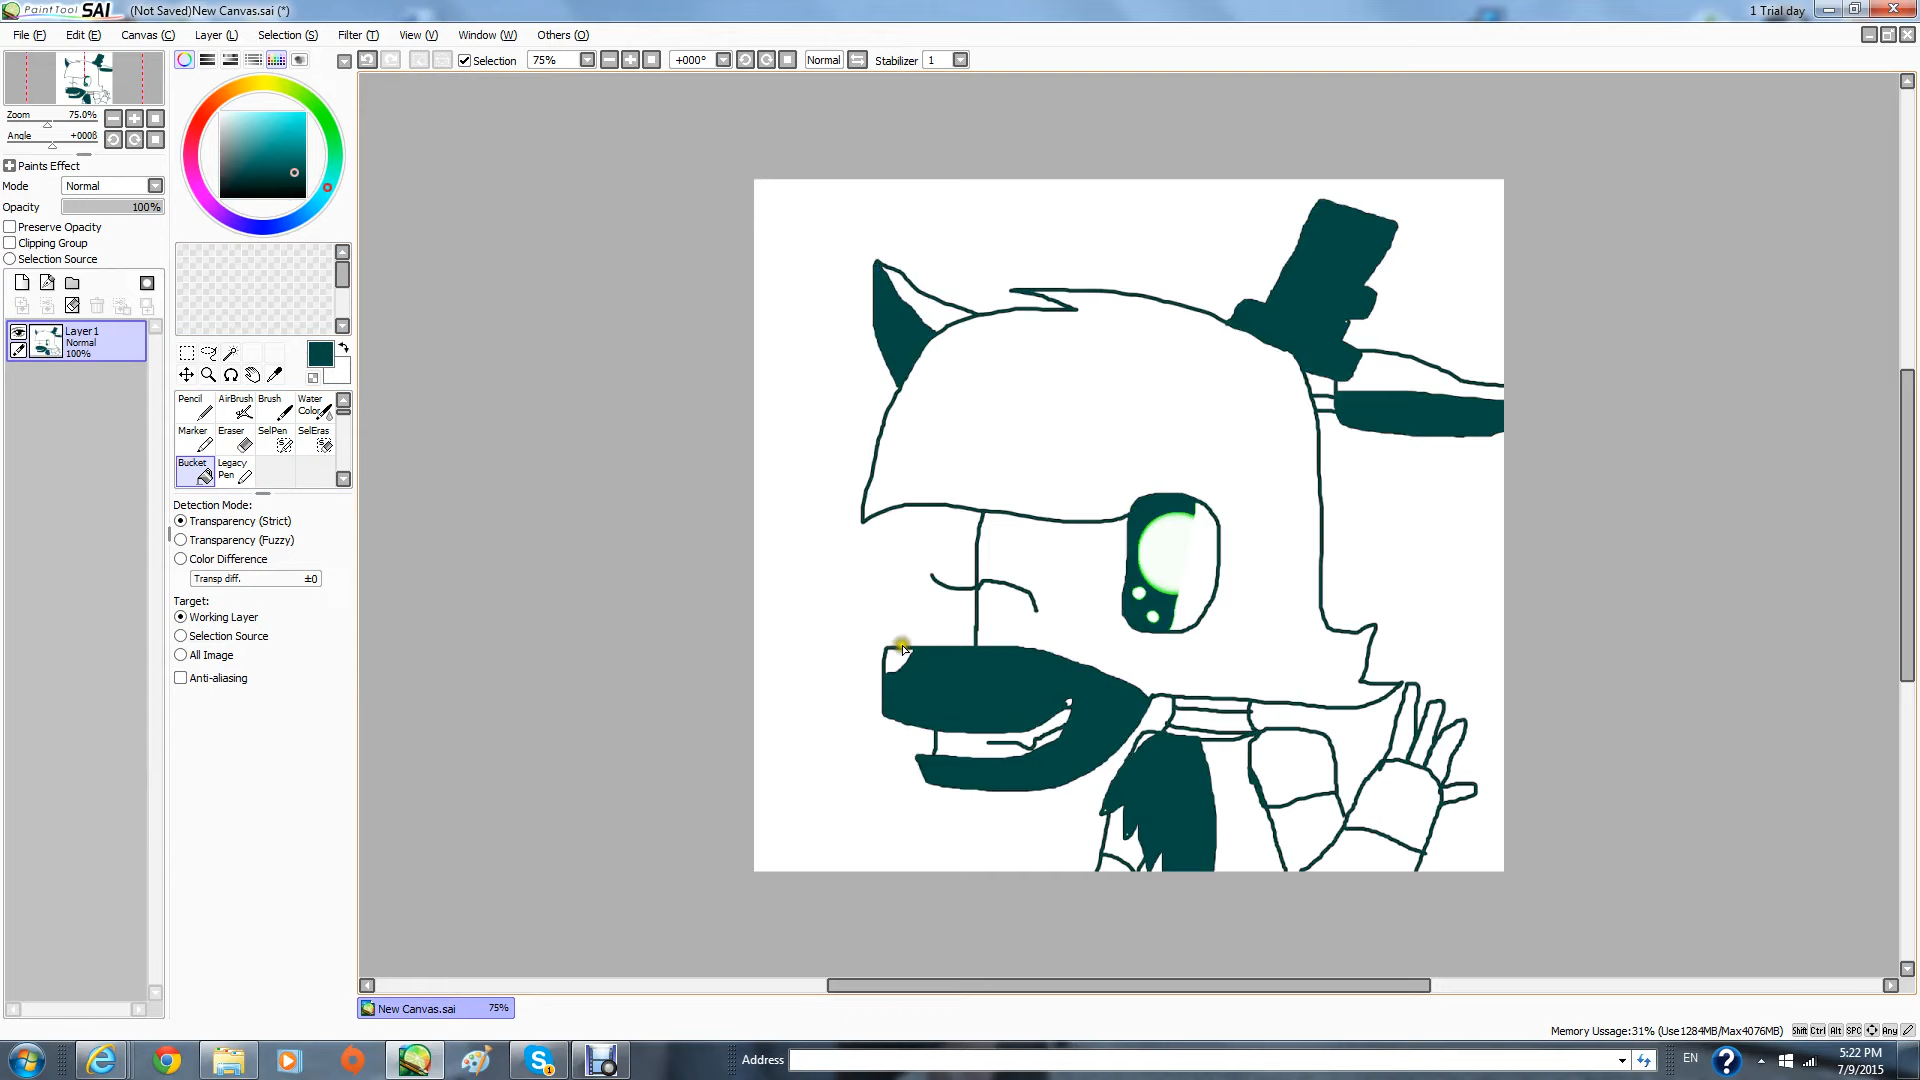 PaintTool SAI (Not Saved)New Canvas.sai (*) 1 Trial day
File (F) Edit (E) Canvas (C) Layer (L) Selection (S) Filter (T) View (V) Window (W) Others (O)
Selection 75% +000° Normal Stabilizer 1
Zoom 75.0%
Angle +000ß
Paints Effect
Mode Normal
Opacity 100%
Preserve Opacity
Clipping Group
Selection Source
Layer1
Normal
100%
Pencil AirBrush Brush Water Color
Marker Eraser SelPen SelEras
Bucket Legacy Pen
Detection Mode:
Transparency (Strict)
Transparency (Fuzzy)
Color Difference
Transp diff. ±0
Target:
Working Layer
Selection Source
All Image
Anti-aliasing
New Canvas.sai 75%
Memory Ussage:31% (Use1284MB/Max4076MB) Shift Ctrl Alt SPC Any
Address EN 5:22 PM
7/9/2015